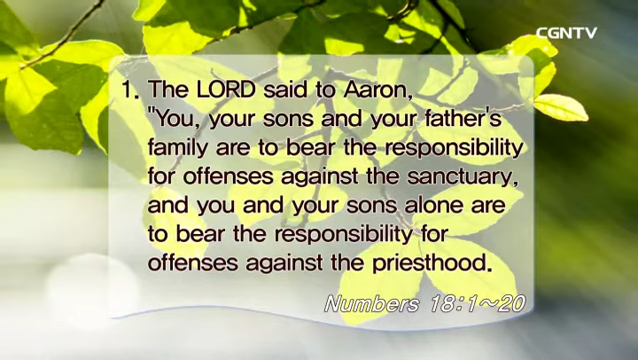 CGNTV
1. The LORD said to Aaron,
"You, your sons and your father's
family are to bear the responsibility
for offenses against the sanctuary,
and you and your sons alone are
to bear the responsibility for
offenses against the priesthood.
Numbers 18:1~20